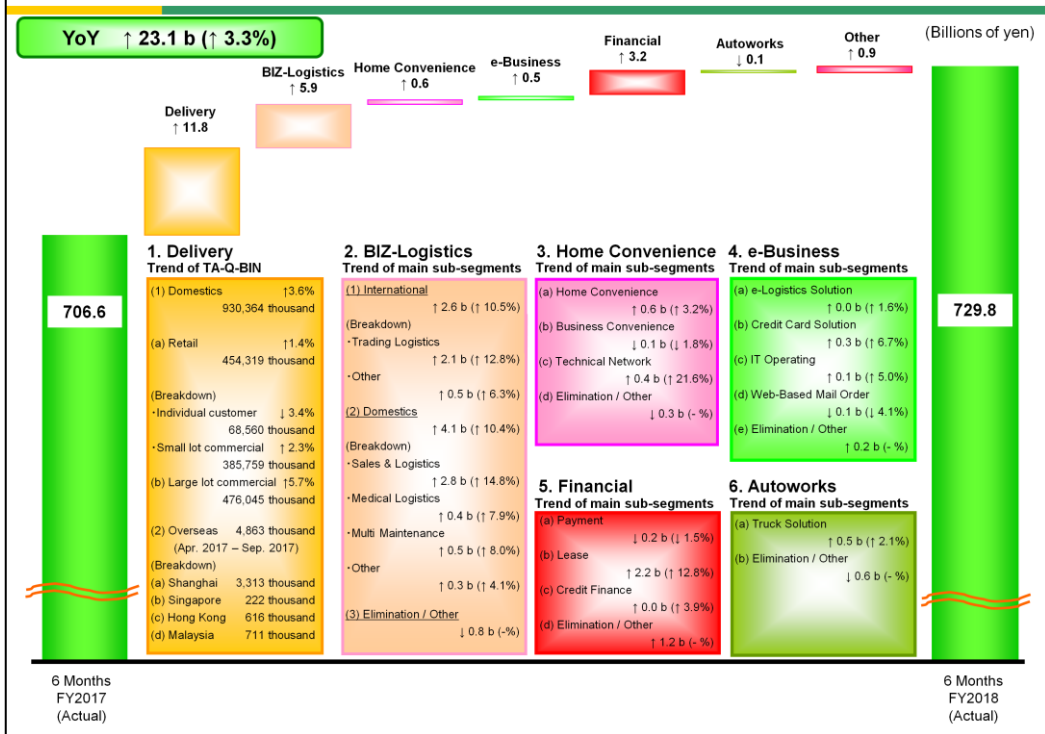 YoY ↑ 23.1 b (↑ 3.3%)
(Billions of yen)
Delivery
↑ 11.8
BIZ-Logistics
↑ 5.9
Home Convenience
↑ 0.6
e-Business
↑ 0.5
Financial
↑ 3.2
Autoworks
↓ 0.1
Other
↑ 0.9
706.6
6 Months
FY2017
(Actual)
1. Delivery
Trend of TA-Q-BIN
(1) Domestics ↑3.6%
930,364 thousand
(a) Retail ↑1.4%
454,319 thousand
(Breakdown)
・Individual customer ↓ 3.4%
68,560 thousand
・Small lot commercial ↑ 2.3%
385,759 thousand
(b) Large lot commercial ↑5.7%
476,045 thousand
(2) Overseas 4,863 thousand
(Apr. 2017 – Sep. 2017)
(Breakdown)
(a) Shanghai 3,313 thousand
(b) Singapore 222 thousand
(c) Hong Kong 616 thousand
(d) Malaysia 711 thousand
2. BIZ-Logistics
Trend of main sub-segments
(1) International
↑ 2.6 b (↑ 10.5%)
(Breakdown)
・Trading Logistics
↑ 2.1 b (↑ 12.8%)
・Other
↑ 0.5 b (↑ 6.3%)
(2) Domestics
↑ 4.1 b (↑ 10.4%)
(Breakdown)
・Sales & Logistics
↑ 2.8 b (↑ 14.8%)
・Medical Logistics
↑ 0.4 b (↑ 7.9%)
・Multi Maintenance
↑ 0.5 b (↑ 8.0%)
・Other
↑ 0.3 b (↑ 4.1%)
(3) Elimination / Other
↓ 0.8 b (-%)
3. Home Convenience
Trend of main sub-segments
(a) Home Convenience
↑ 0.6 b (↑ 3.2%)
(b) Business Convenience
↓ 0.1 b (↓ 1.8%)
(c) Technical Network
↑ 0.4 b (↑ 21.6%)
(d) Elimination / Other
↓ 0.3 b (- %)
4. e-Business
Trend of main sub-segments
(a) e-Logistics Solution
↑ 0.0 b (↑ 1.6%)
(b) Credit Card Solution
↑ 0.3 b (↑ 6.7%)
(c) IT Operating
↑ 0.1 b (↑ 5.0%)
(d) Web-Based Mail Order
↓ 0.1 b (↓ 4.1%)
(e) Elimination / Other
↑ 0.2 b (- %)
5. Financial
Trend of main sub-segments
(a) Payment
↓ 0.2 b (↓ 1.5%)
(b) Lease
↑ 2.2 b (↑ 12.8%)
(c) Credit Finance
↑ 0.0 b (↑ 3.9%)
(d) Elimination / Other
↑ 1.2 b (- %)
6. Autoworks
Trend of main sub-segments
(a) Truck Solution
↑ 0.5 b (↑ 2.1%)
(b) Elimination / Other
↓ 0.6 b (- %)
729.8
6 Months
FY2018
(Actual)